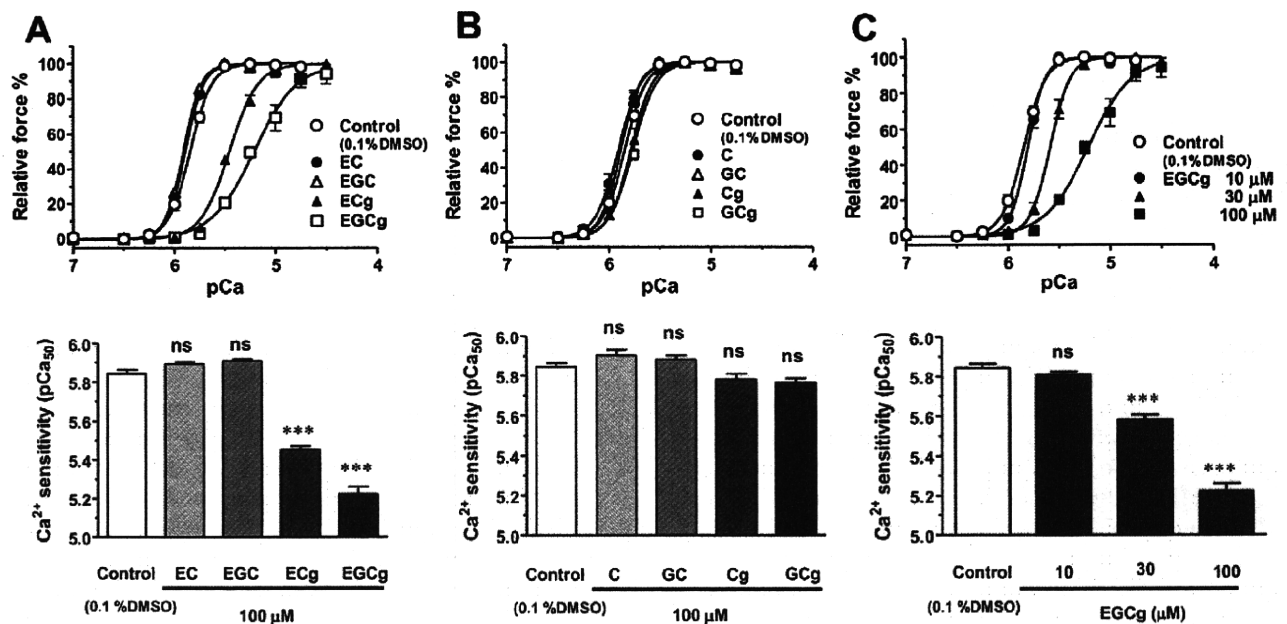 A
Relative force %
100
80
60
40
20
0
7 6 5 4
pCa
Control
(0.1%DMSO)
EC
EGC
ECg
EGCg
B
Relative force %
100
80
60
40
20
0
7 6 5 4
pCa
Control
(0.1%DMSO)
C
GC
Cg
GCg
C
Relative force %
100
80
60
40
20
0
7 6 5 4
pCa
Control
(0.1%DMSO)
EGCg 10 µM
30 µM
100 µM
Ca²⁺ sensitivity (pCa₅₀)
6.0
5.8
5.6
5.4
5.2
5.0
ns
ns
***
***
Control EC EGC ECg EGCg
(0.1 %DMSO) 100 µM
Ca²⁺ sensitivity (pCa₅₀)
6.0
5.8
5.6
5.4
5.2
5.0
ns
ns
ns
ns
Control C GC Cg GCg
(0.1 %DMSO) 100 µM
Ca²⁺ sensitivity (pCa₅₀)
6.0
5.8
5.6
5.4
5.2
5.0
ns
***
***
Control 10 30 100
(0.1 %DMSO) EGCg (µM)